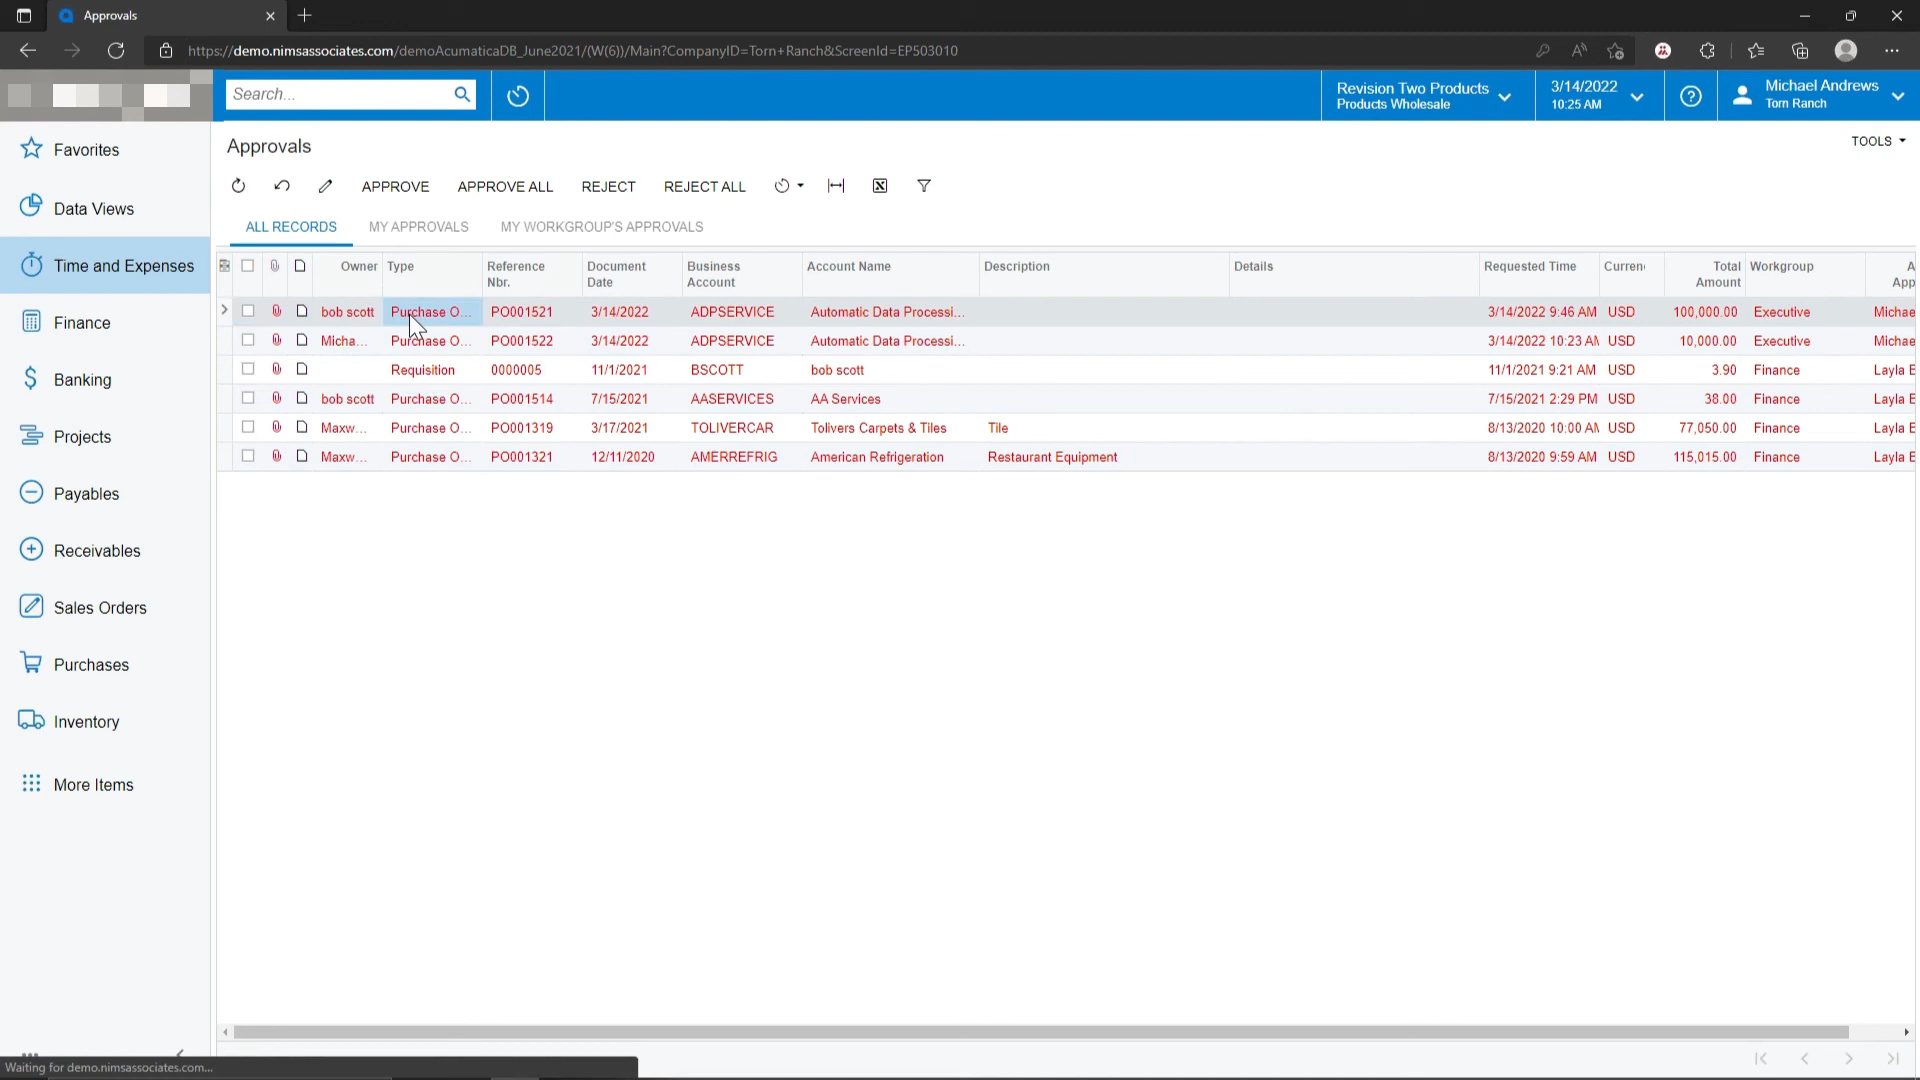 Approvals
https://demo.nimsassociates.com/demoAcumaticaDB_June2021/(W(6))/Main?CompanyID=Torn+Ranch&ScreenId=EP503010
Search...
Revision Two Products
Products Wholesale
3/14/2022
10:25 AM
Michael Andrews
Torn Ranch
Favorites
Data Views
Time and Expenses
Finance
Banking
Projects
Payables
Receivables
Sales Orders
Purchases
Inventory
More Items
Approvals
TOOLS
APPROVE APPROVE ALL REJECT REJECT ALL
ALL RECORDS MY APPROVALS MY WORKGROUP'S APPROVALS
Owner Type Reference Nbr. Document Date Business Account Account Name Description Details Requested Time Curren Total Amount Workgroup A App
bob scott Purchase O... PO001521 3/14/2022 ADPSERVICE Automatic Data Processi... 3/14/2022 9:46 AM USD 100,000.00 Executive Michae
Micha... Purchase O... PO001522 3/14/2022 ADPSERVICE Automatic Data Processi... 3/14/2022 10:23 AM USD 10,000.00 Executive Michae
Requisition 0000005 11/1/2021 BSCOTT bob scott 11/1/2021 9:21 AM USD 3.90 Finance Layla E
bob scott Purchase O... PO001514 7/15/2021 AASERVICES AA Services 7/15/2021 2:29 PM USD 38.00 Finance Layla E
Maxw... Purchase O... PO001319 3/17/2021 TOLIVERCAR Tolivers Carpets & Tiles Tile 8/13/2020 10:00 AM USD 77,050.00 Finance Layla E
Maxw... Purchase O... PO001321 12/11/2020 AMERREFRIG American Refrigeration Restaurant Equipment 8/13/2020 9:59 AM USD 115,015.00 Finance Layla E
Waiting for demo.nimsassociates.com...